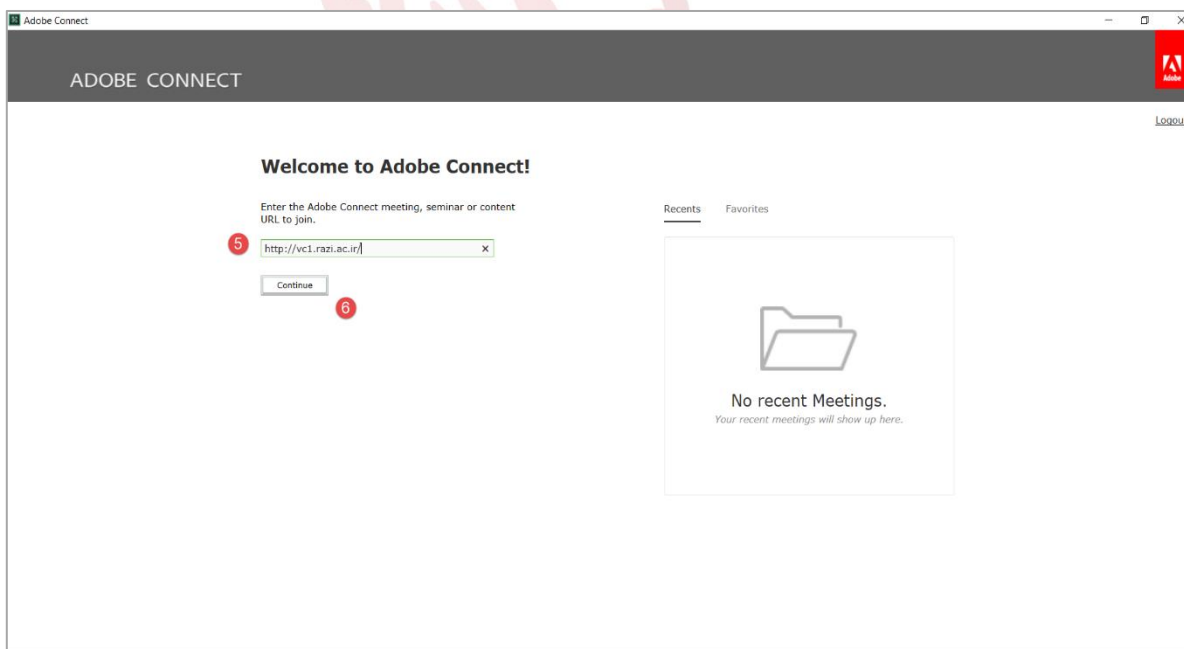 Adobe Connect
ADOBE CONNECT
Adobe
Logou
Welcome to Adobe Connect!
Enter the Adobe Connect meeting, seminar or content
URL to join.
5
http://vc1.razi.ac.ir/
Continue
6
Recents Favorites
No recent Meetings.
Your recent meetings will show up here.